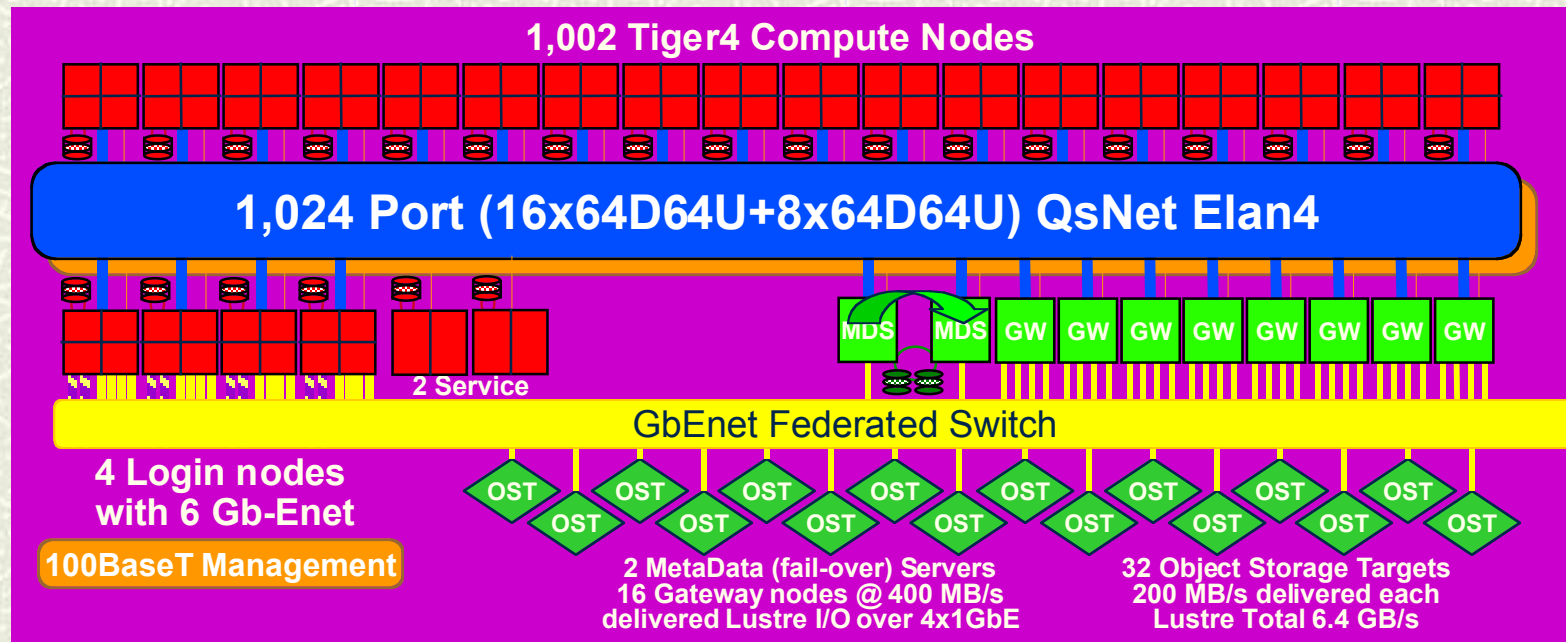 1,002 Tiger4 Compute Nodes
1,024 Port (16x64D64U+8x64D64U) QsNet Elan4
MDS MDS GW GW GW GW GW GW GW GW
2 Service
GbEnet Federated Switch
4 Login nodes
with 6 Gb-Enet
100BaseT Management
OST OST OST OST OST OST OST OST
OST OST OST OST OST OST OST OST
2 MetaData (fail-over) Servers
16 Gateway nodes @ 400 MB/s
delivered Lustre I/O over 4x1GbE
32 Object Storage Targets
200 MB/s delivered each
Lustre Total 6.4 GB/s